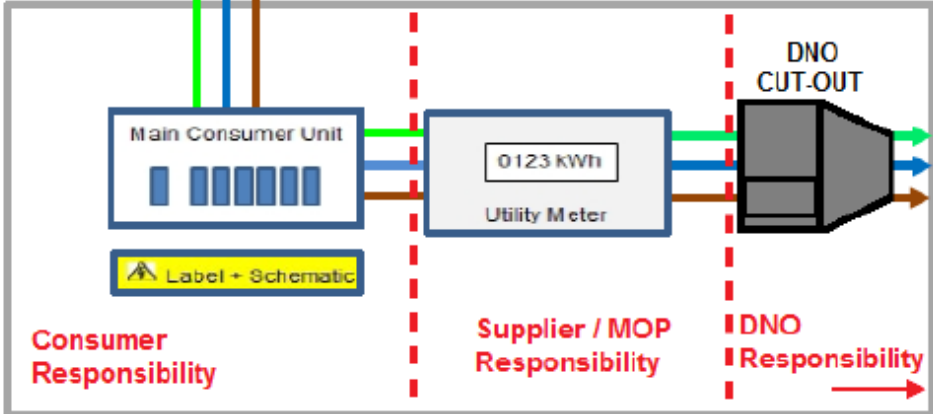 DNO
CUT-OUT
Main Consumer Unit
0123 kWh
Utility Meter
Label + Schematic
Consumer
Responsibility
Supplier / MOP
Responsibility
DNO
Responsibility